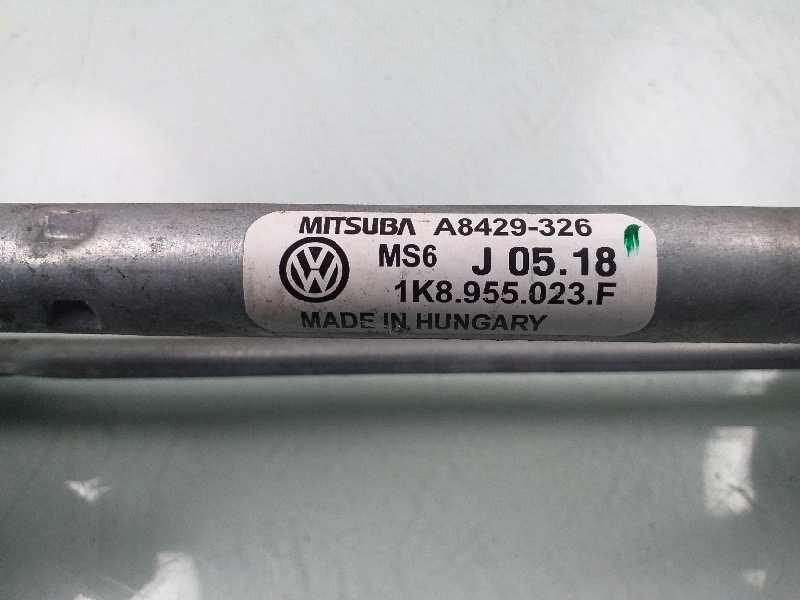 MITSUBA A8429-326
MS6 J 05.18
1K8.955.023.F
MADE IN HUNGARY